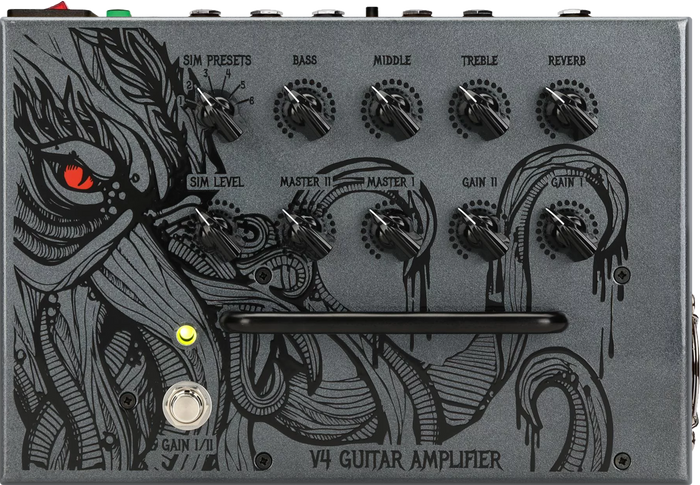 SIM PRESETS
BASS
MIDDLE
TREBLE
REVERB
1 2 3 4 5 6
SIM LEVEL
MASTER II
MASTER I
GAIN II
GAIN I
GAIN I/II
V4 GUITAR AMPLIFIER